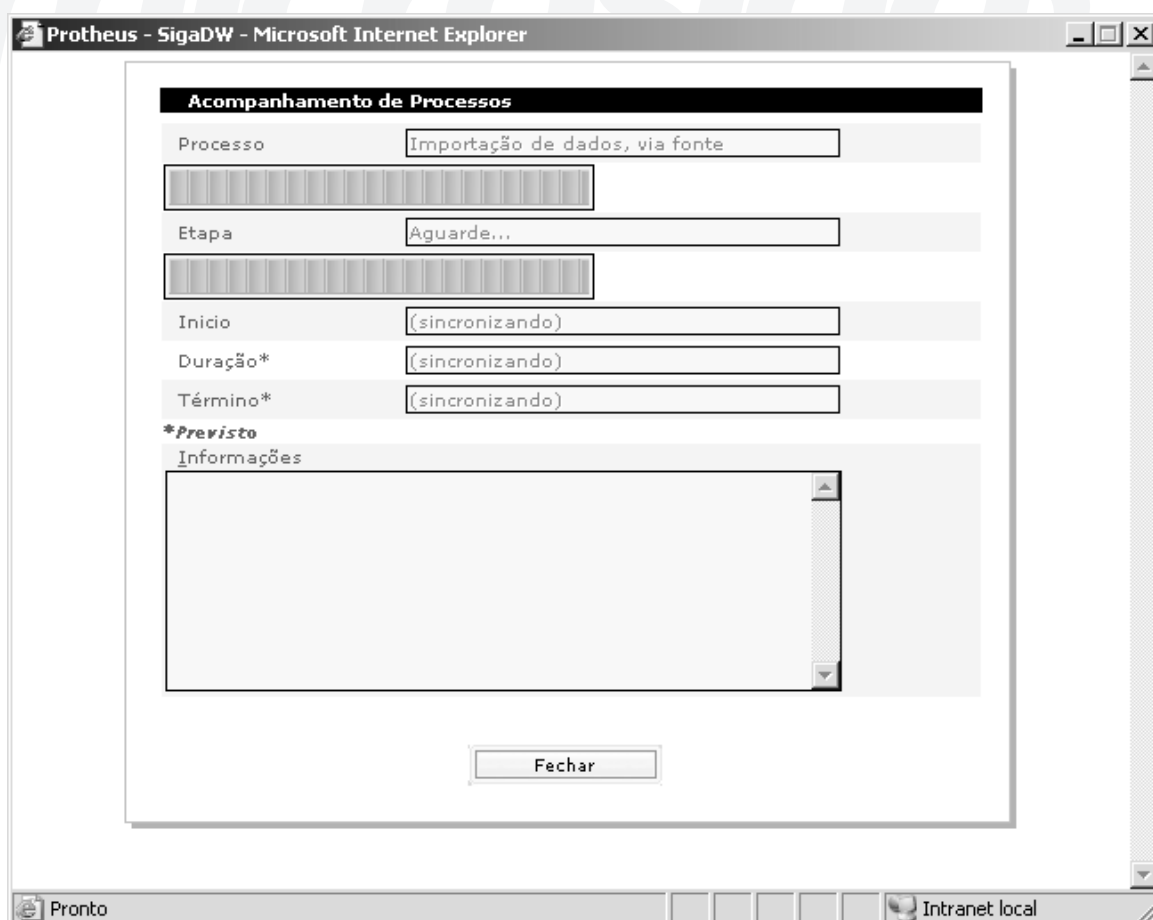 Protheus - SigaDW - Microsoft Internet Explorer
Acompanhamento de Processos
Processo Importação de dados, via fonte
Etapa Aguarde...
Inicio (sincronizando)
Duração* (sincronizando)
Término* (sincronizando)
*Previsto
Informações
Fechar
Pronto Intranet local